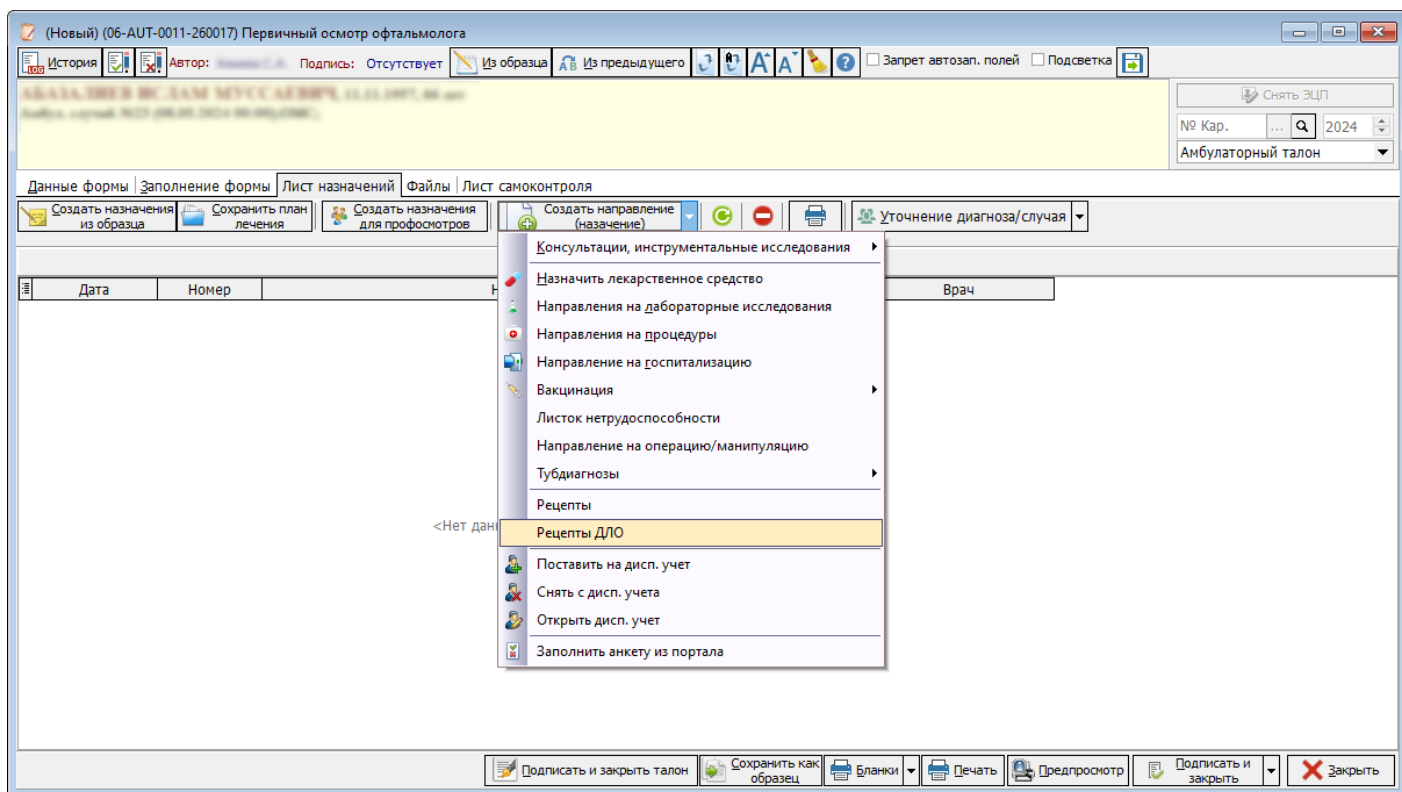 (Новый) (06-AUT-0011-260017) Первичный осмотр офтальмолога
История Автор: Подпись: Отсутствует Из образца Из предыдущего Запрет автозап. полей Подсветка
Снять ЭЦП
№ Кар. ... 2024
Амбулаторный талон
Данные формы Заполнение формы Лист назначений Файлы Лист самоконтроля
Создать назначения из образца Сохранить план лечения Создать назначения для профосмотров Создать направление (назначение) Уточнение диагноза/случая
Дата Номер Н Врач
Консультации, инструментальные исследования
Назначить лекарственное средство
Направления на лабораторные исследования
Направления на процедуры
Направление на госпитализацию
Вакцинация
Листок нетрудоспособности
Направление на операцию/манипуляцию
Тубдиагнозы
Рецепты
<Нет дан
Рецепты ДЛО
Поставить на дисп. учет
Снять с дисп. учета
Открыть дисп. учет
Заполнить анкету из портала
Подписать и закрыть талон Сохранить как образец Бланки Печать Предпросмотр Подписать и закрыть Закрыть